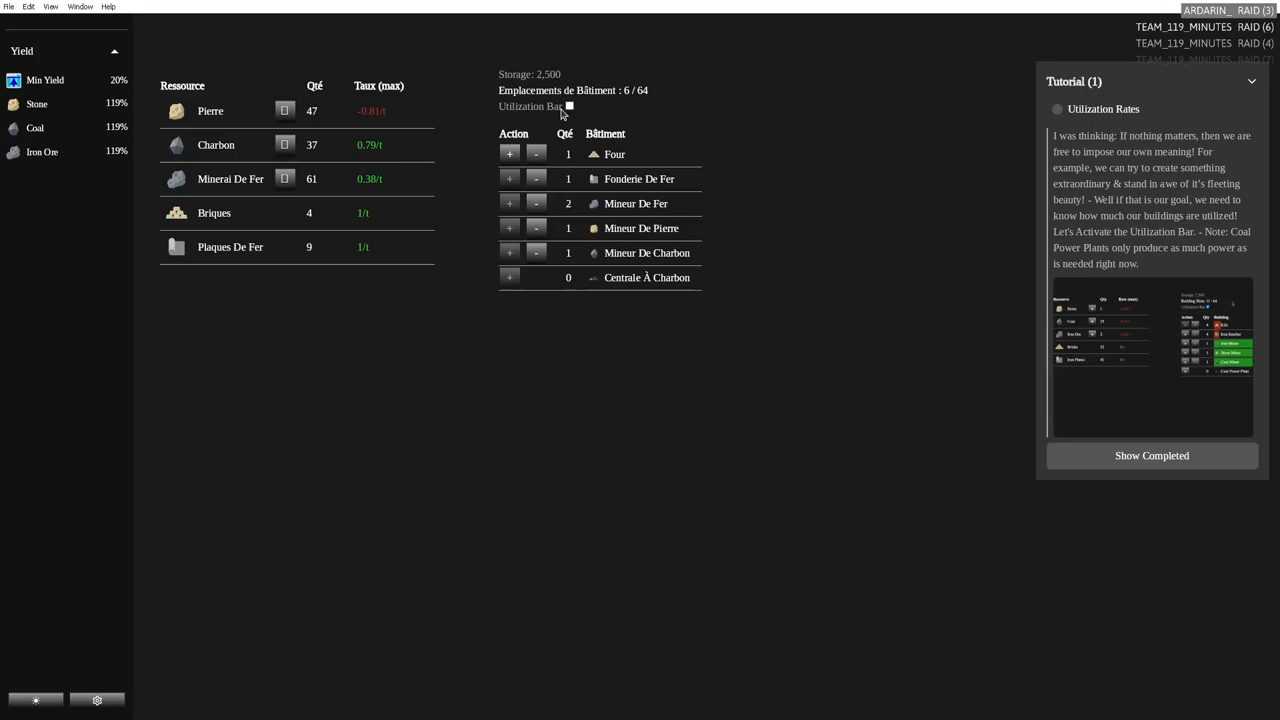 File Edit View Window Help
ARDARIN_ RAID (3)
TEAM_119_MINUTES RAID (6)
TEAM_119_MINUTES RAID (4)
Yield
Min Yield 20%
Stone 119%
Coal 119%
Iron Ore 119%
Ressource Qté Taux (max)
Pierre 47 -0.81/t
Charbon 37 0.79/t
Minerai De Fer 61 0.38/t
Briques 4 1/t
Plaques De Fer 9 1/t
Storage: 2,500
Emplacements de Bâtiment : 6 / 64
Utilization Bar
Action Qté Bâtiment
+ - 1 Four
+ - 1 Fonderie De Fer
+ - 2 Mineur De Fer
+ - 1 Mineur De Pierre
+ - 1 Mineur De Charbon
+ 0 Centrale À Charbon
Tutorial (1)
Utilization Rates
I was thinking: If nothing matters, then we are
free to impose our own meaning! For
example, we can try to create something
extraordinary & stand in awe of it's fleeting
beauty! - Well if that is our goal, we need to
know how much our buildings are utilized!
Let's Activate the Utilization Bar. - Note: Coal
Power Plants only produce as much power as
is needed right now.
Show Completed